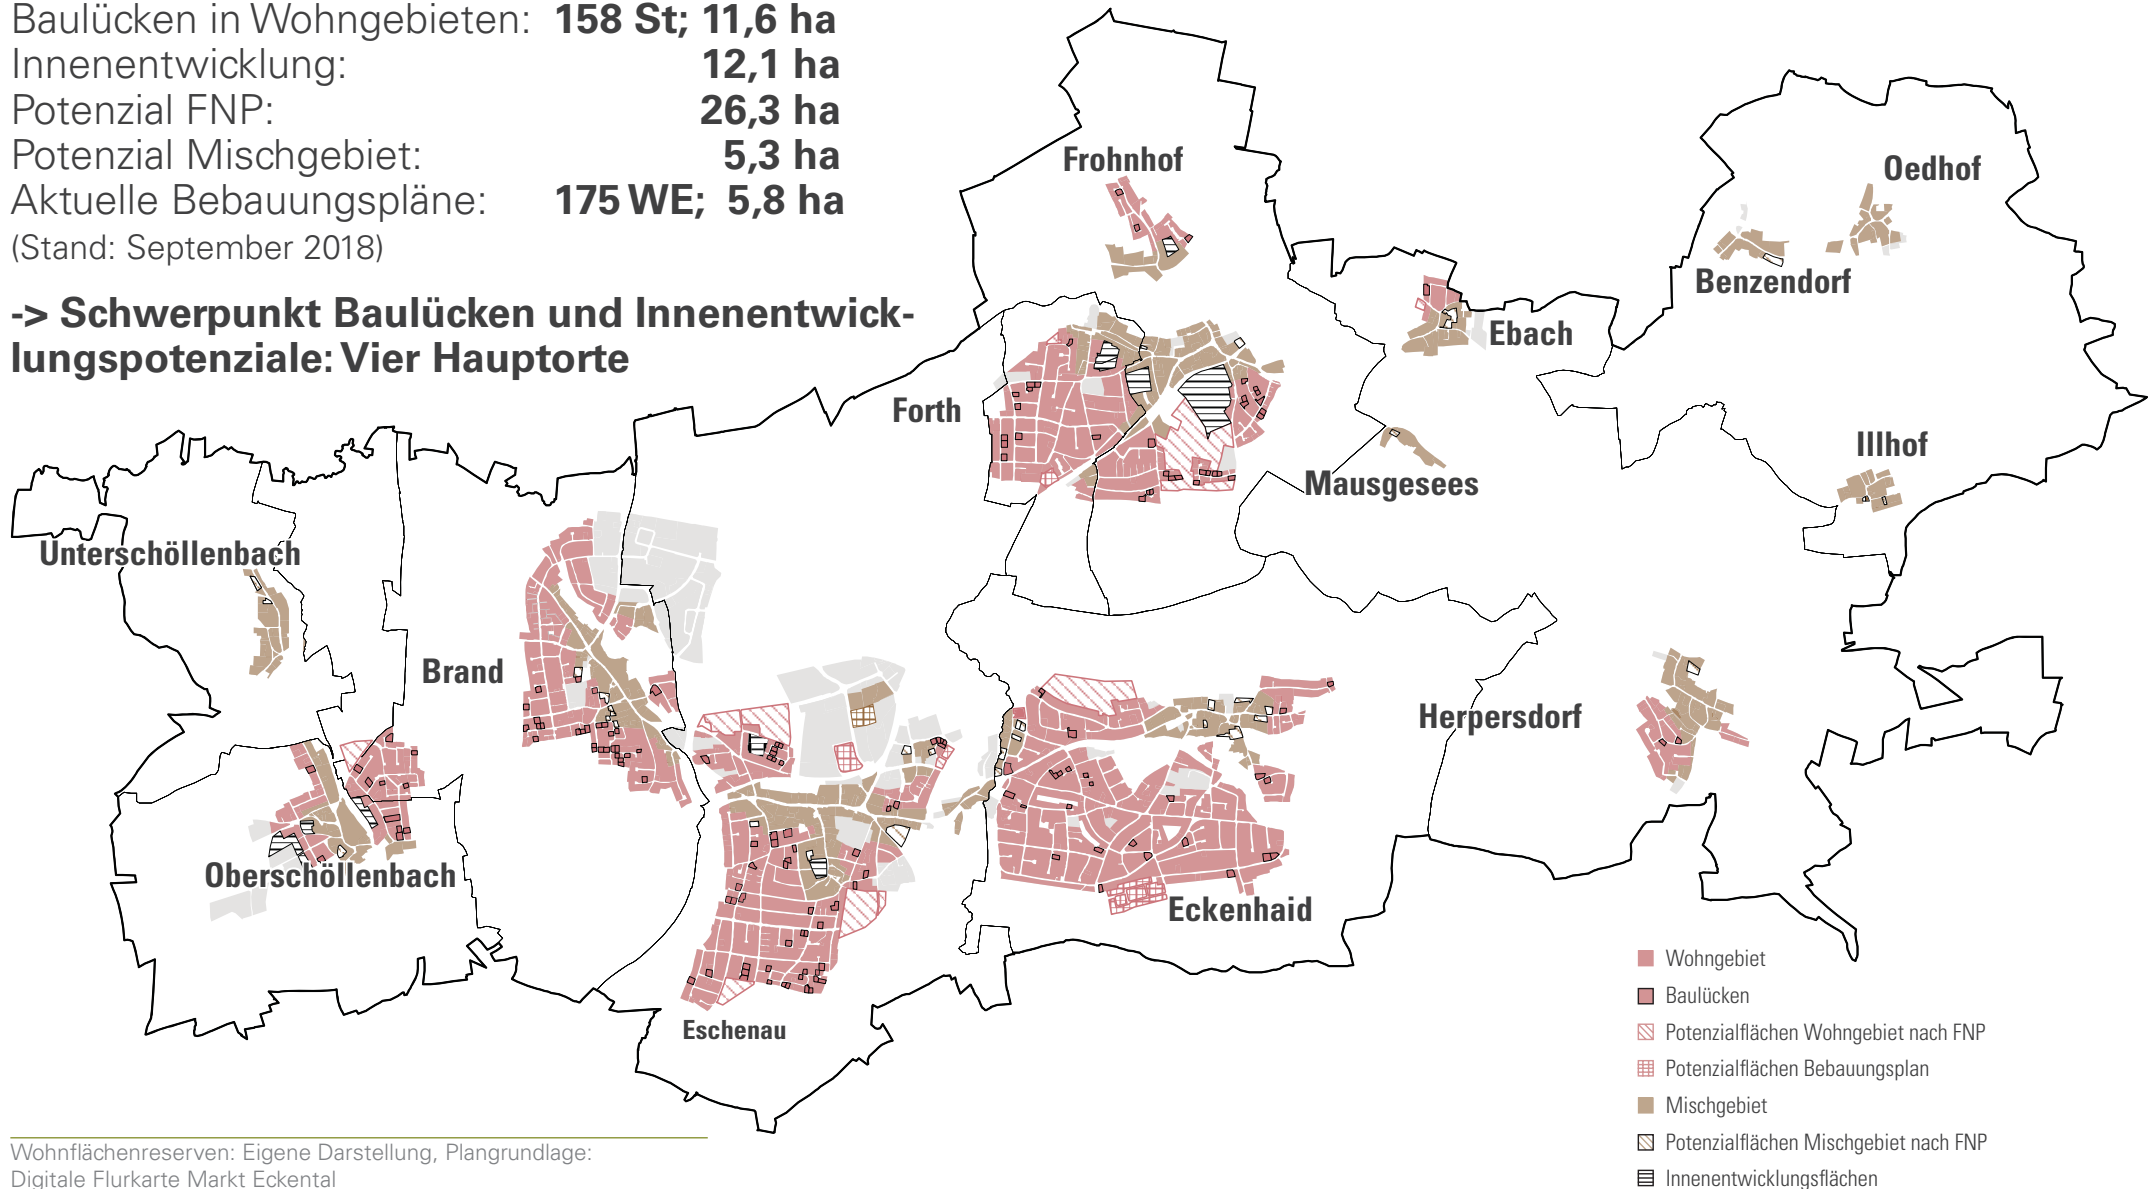 Baulücken in Wohngebieten: 158 St; 11,6 ha
Innenentwicklung: 12,1 ha
Potenzial FNP: 26,3 ha
Potenzial Mischgebiet: 5,3 ha
Aktuelle Bebauungspläne: 175 WE; 5,8 ha
(Stand: September 2018)
-> Schwerpunkt Baulücken und Innenentwick-
lungspotenziale: Vier Hauptorte
Frohnhof
Oedhof
Benzendorf
Ebach
Forth
Illhof
Mausgesees
Unterschöllenbach
Brand
Herpersdorf
Oberschöllenbach
Eckenhaid
Eschenau
Wohngebiet
Baulücken
Potenzialflächen Wohngebiet nach FNP
Potenzialflächen Bebauungsplan
Mischgebiet
Potenzialflächen Mischgebiet nach FNP
Innenentwicklungsflächen
Wohnflächenreserven: Eigene Darstellung, Plangrundlage:
Digitale Flurkarte Markt Eckental